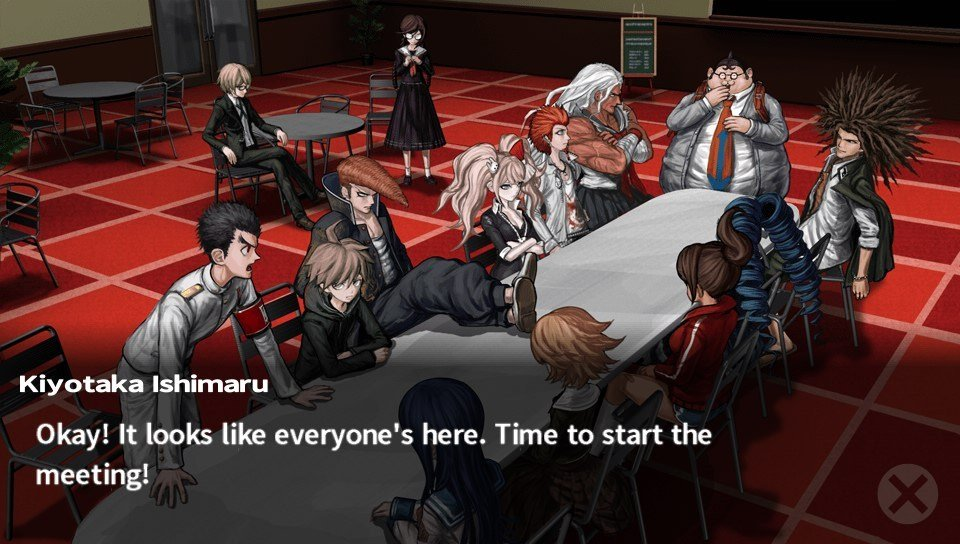 Kiyotaka Ishimaru
Okay! It looks like everyone's here. Time to start the
meeting!